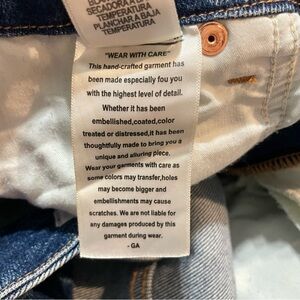 SECADORA A BAJA
TEMPERATURA
PLANCHAR A BAJA
TEMPERATURA
"WEAR WITH CARE"
This hand-crafted garment has
been made especially fou you
with the highest level of detail.
Whether it has been
embellished,coated,color
treated or distressed,it has been
thoughtfully made to bring you a
unique and alluring piece.
Wear your garments with care as
some colors may transfer,holes
may become bigger and
embellishments may cause
scratches. We are not liable for
any damages produced by this
garment during wear.
- GA